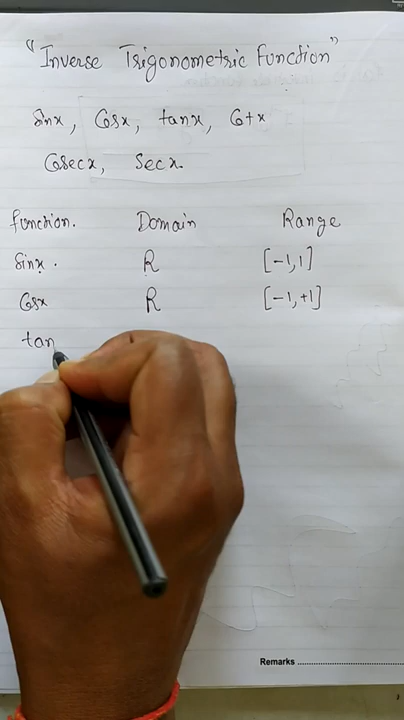 "Inverse Trigonometric Function"
sinx, Cosx, tanx, Cotx
Cosecx, Secx.
function. Domain Range
Sinx. R [-1,1]
Cosx R [-1,+1]
tan
Remarks